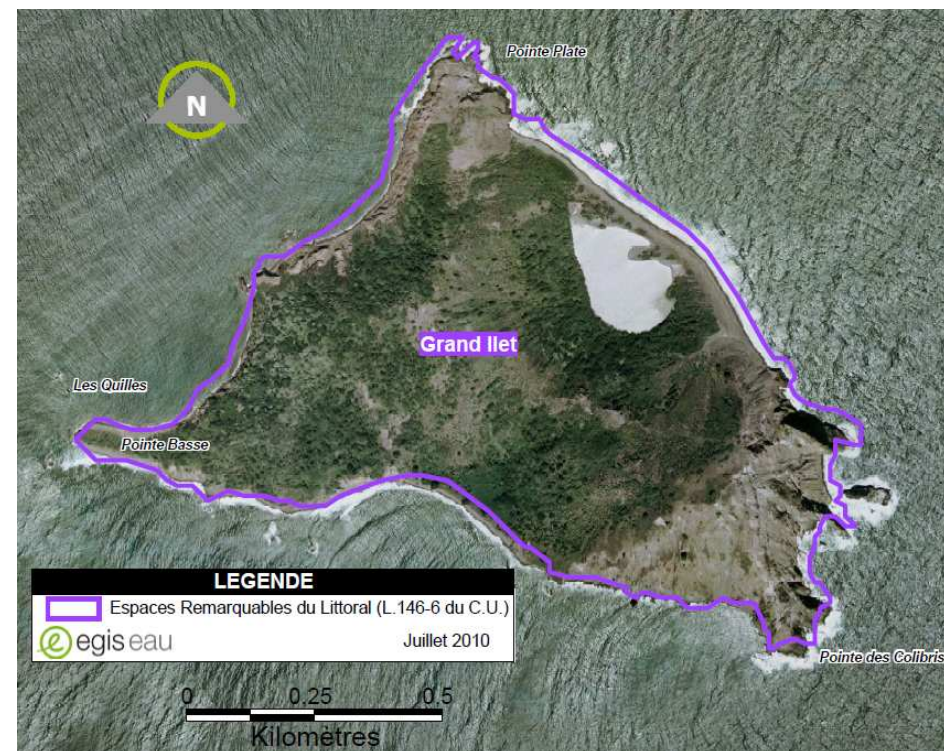 Pointe Plate
N
Grand Ilet
Les Quilles
Pointe Basse
LEGENDE
Espaces Remarquables du Littoral (L.146-6 du C.U.)
e egis eau
Juillet 2010
Pointe des Colibris
0 0.25 0.5
Kilomètres